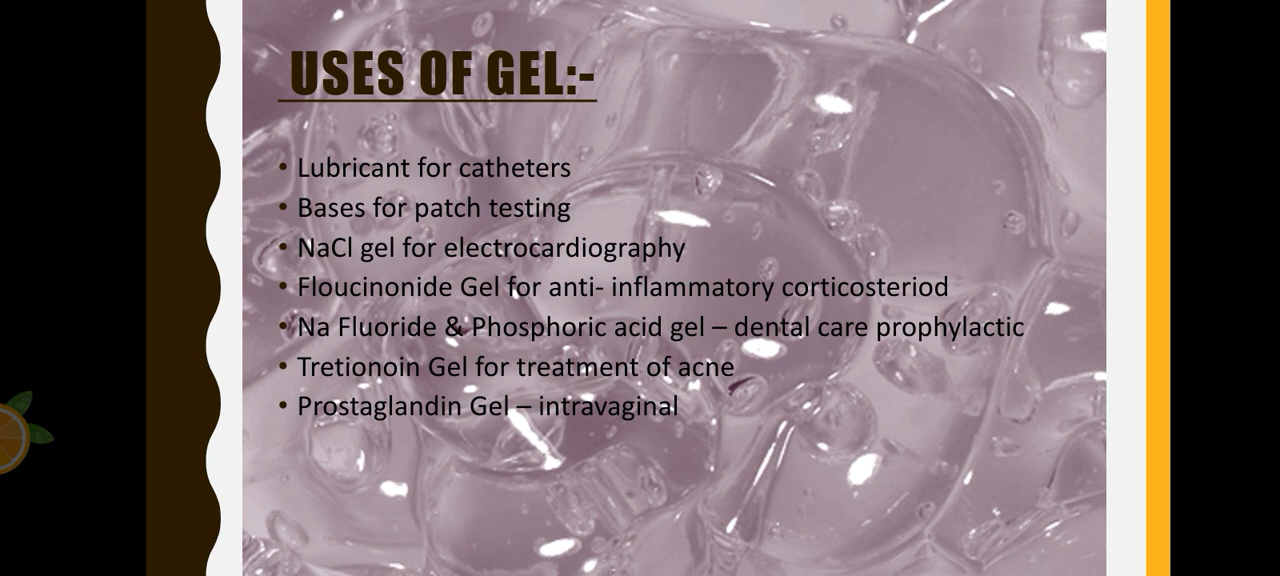 USES OF GEL:-
• Lubricant for catheters
• Bases for patch testing
• NaCl gel for electrocardiography
• Floucinonide Gel for anti- inflammatory corticosteriod
• Na Fluoride & Phosphoric acid gel – dental care prophylactic
• Tretionoin Gel for treatment of acne
• Prostaglandin Gel – intravaginal